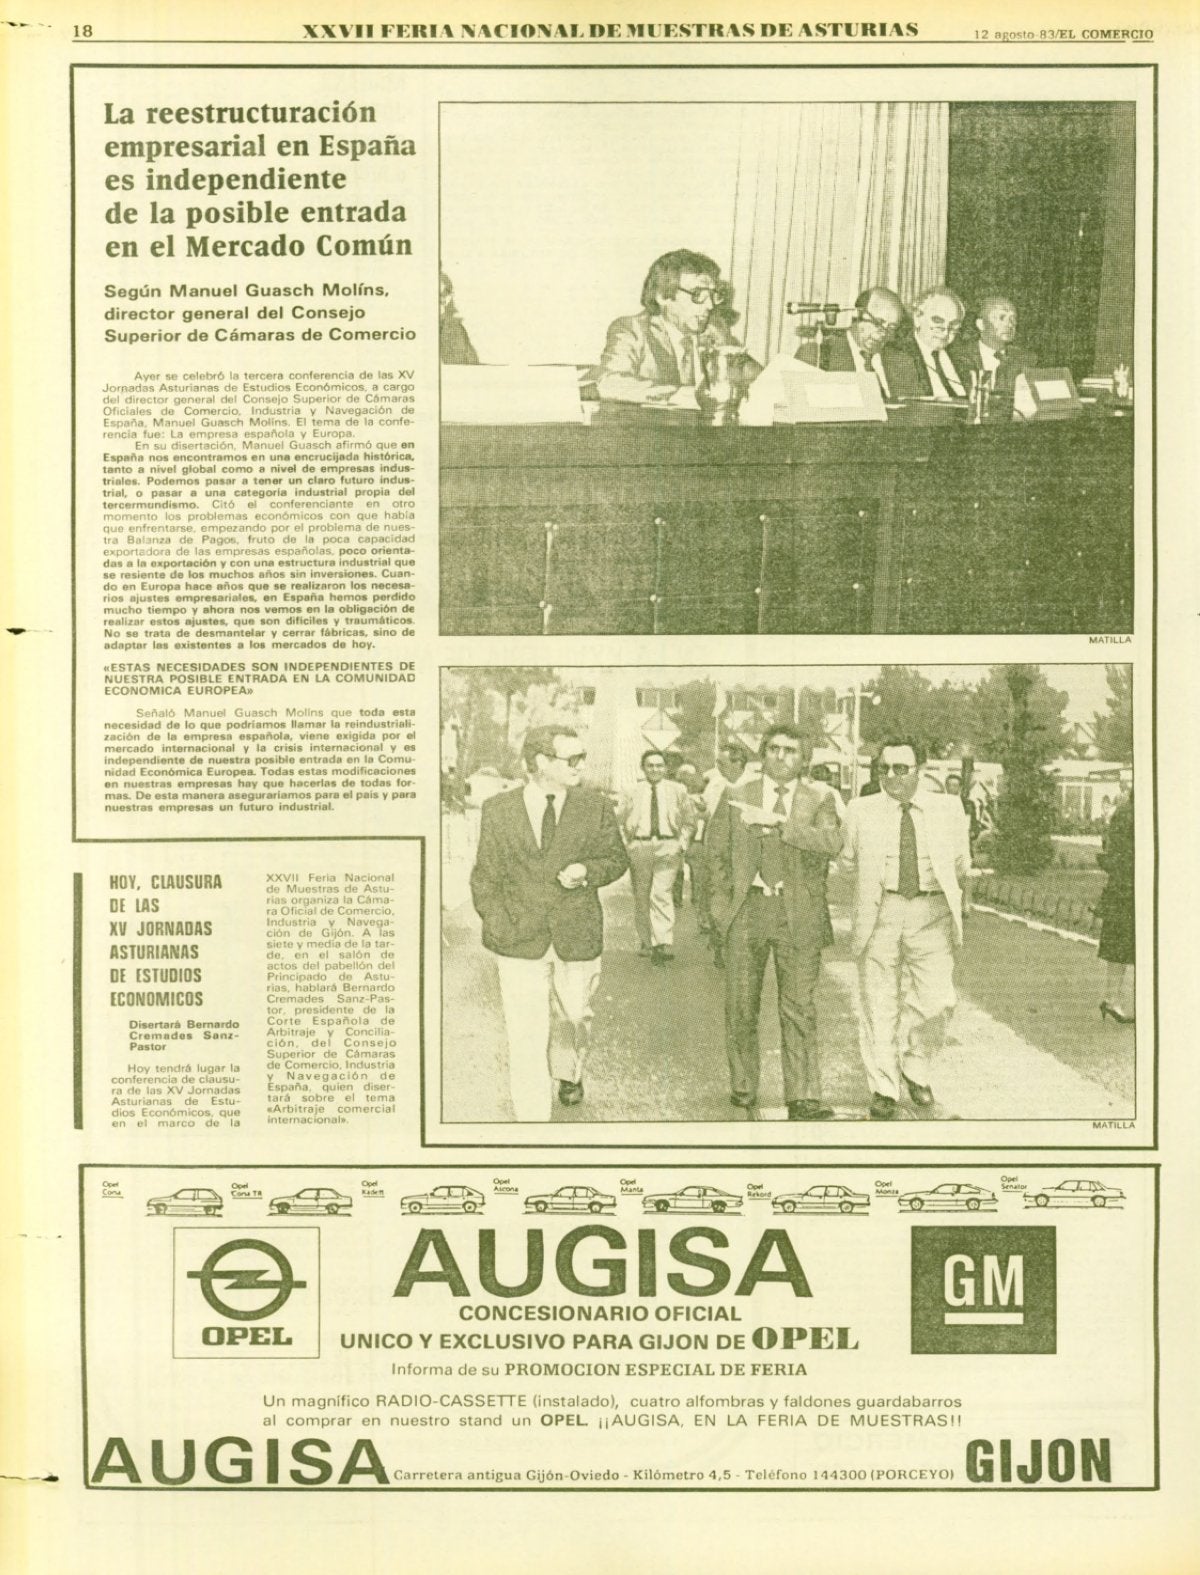 18
XXVII FERIA NACIONAL DE MUESTRAS DE ASTURIAS
12 agosto-83/EL COMERCIO
La reestructuración
empresarial en España
es independiente
de la posible entrada
en el Mercado Común
Según Manuel Guasch Molíns,
director general del Consejo
Superior de Cámaras de Comercio
Ayer se celebró la tercera conferencia de las XV
Jornadas Asturianas de Estudios Económicos, a cargo
del director general del Consejo Superior de Cámaras
Oficiales de Comercio, Industria y Navegación de
España, Manuel Guasch Molíns. El tema de la confe-
rencia fue: La empresa española y Europa.
En su disertación, Manuel Guasch afirmó que en
España nos encontramos en una encrucijada histórica,
tanto a nivel global como a nivel de empresas indus-
triales. Podemos pasar a tener un claro futuro indus-
trial, o pasar a una categoría industrial propia del
tercermundismo. Citó el conferenciante en otro
momento los problemas económicos con que había
que enfrentarse, empezando por el problema de nues-
tra Balanza de Pagos, fruto de la poca capacidad
exportadora de las empresas españolas, poco orienta-
das a la exportación y con una estructura industrial que
se resiente de los muchos años sin inversiones. Cuan-
do en Europa hace años que se realizaron los necesa-
rios ajustes empresariales, en España hemos perdido
mucho tiempo y ahora nos vemos en la obligación de
realizar estos ajustes, que son difíciles y traumáticos.
No se trata de desmantelar y cerrar fábricas, sino de
adaptar las existentes a los mercados de hoy.
«ESTAS NECESIDADES SON INDEPENDIENTES DE
NUESTRA POSIBLE ENTRADA EN LA COMUNIDAD
ECONOMICA EUROPEA»
Señaló Manuel Guasch Molíns que toda esta
necesidad de lo que podríamos llamar la reindustriali-
zación de la empresa española, viene exigida por el
mercado internacional y la crisis internacional y es
independiente de nuestra posible entrada en la Comu-
nidad Económica Europea. Todas estas modificaciones
en nuestras empresas hay que hacerlas de todas for-
mas. De esta manera aseguraríamos para el país y para
nuestras empresas un futuro industrial.
MATILLA
MATILLA
HOY, CLAUSURA
DE LAS
XV JORNADAS
ASTURIANAS
DE ESTUDIOS
ECONOMICOS
Disertará Bernardo
Cremades Sanz-
Pastor
Hoy tendrá lugar la
conferencia de clausu-
ra de las XV Jornadas
Asturianas de Estu-
dios Económicos, que
en el marco de la
XXVII Feria Nacional
de Muestras de Astu-
rias organiza la Cáma-
ra Oficial de Comercio,
Industria y Navega-
ción de Gijón. A las
siete y media de la tar-
de, en el salón de
actos del pabellón del
Principado de Astu-
rias, hablará Bernardo
Cremades Sanz-Pas-
tor, presidente de la
Corte Española de
Arbitraje y Concilia-
ción, del Consejo
Superior de Cámaras
de Comercio, Industria
y Navegación de
España, quien diser-
tará sobre el tema
«Arbitraje comercial
internacional».
Opel Corsa
Opel Corsa TR
Opel Kadett
Opel Ascona
Opel Manta
Opel Rekord
Opel Monza
Opel Senator
OPEL
AUGISA
GM
CONCESIONARIO OFICIAL
UNICO Y EXCLUSIVO PARA GIJON DE OPEL
Informa de su PROMOCION ESPECIAL DE FERIA
Un magnífico RADIO-CASSETTE (instalado), cuatro alfombras y faldones guardabarros
al comprar en nuestro stand un OPEL. ¡¡AUGISA, EN LA FERIA DE MUESTRAS!!
AUGISA Carretera antigua Gijón-Oviedo - Kilómetro 4,5 - Teléfono 144300 (PORCEYO) GIJON